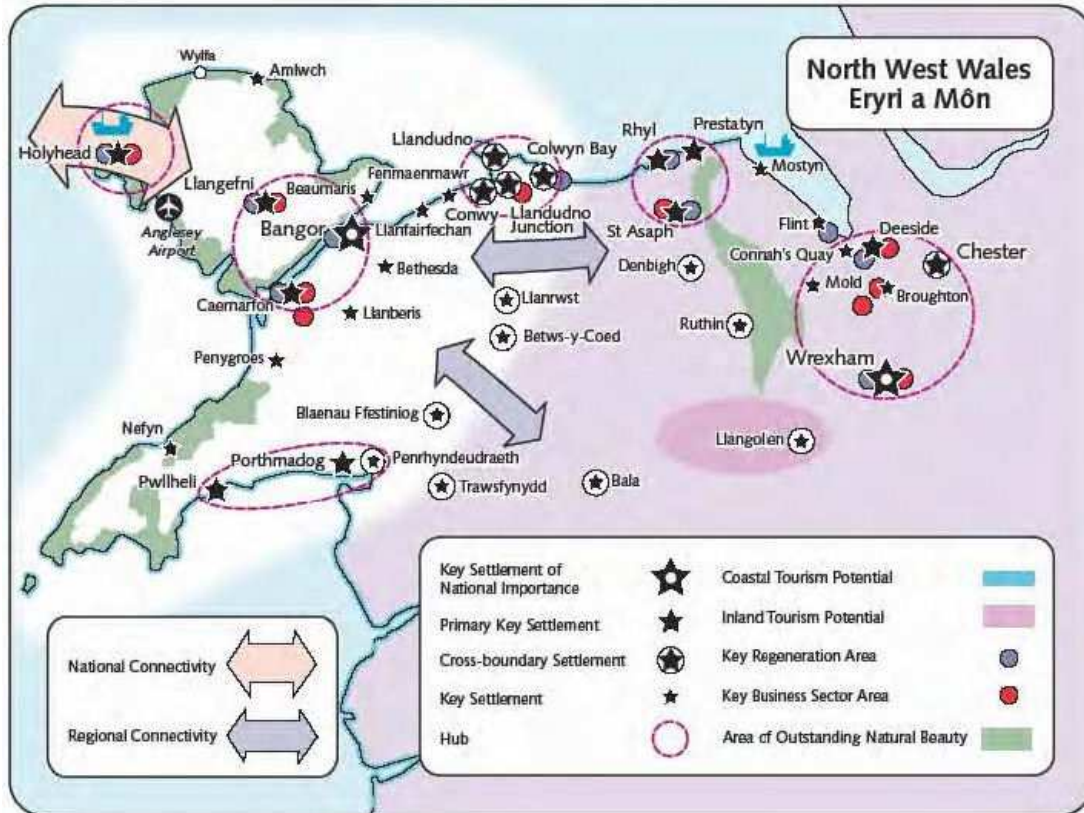 North West Wales
Eryri a Môn
Wylfa
Amlwch
Holyhead
Llangefni
Beaumaris
Anglesey
Airport
Bangor
Caernarfon
Llanfairfechan
Penmaenmawr
Bethesda
Llanberis
Penygroes
Nefyn
Pwllheli
Porthmadog
Penrhyndeudraeth
Trawsfynydd
Blaenau Ffestiniog
Betws-y-Coed
Llanrwst
Llandudno
Colwyn Bay
Conwy
Llandudno
Junction
Rhyl
Prestatyn
Mostyn
St Asaph
Denbigh
Ruthin
Flint
Connah's Quay
Deeside
Chester
Mold
Broughton
Wrexham
Llangolen
Bala
National Connectivity
Regional Connectivity
Key Settlement of
National Importance
Primary Key Settlement
Cross-boundary Settlement
Key Settlement
Hub
Coastal Tourism Potential
Inland Tourism Potential
Key Regeneration Area
Key Business Sector Area
Area of Outstanding Natural Beauty